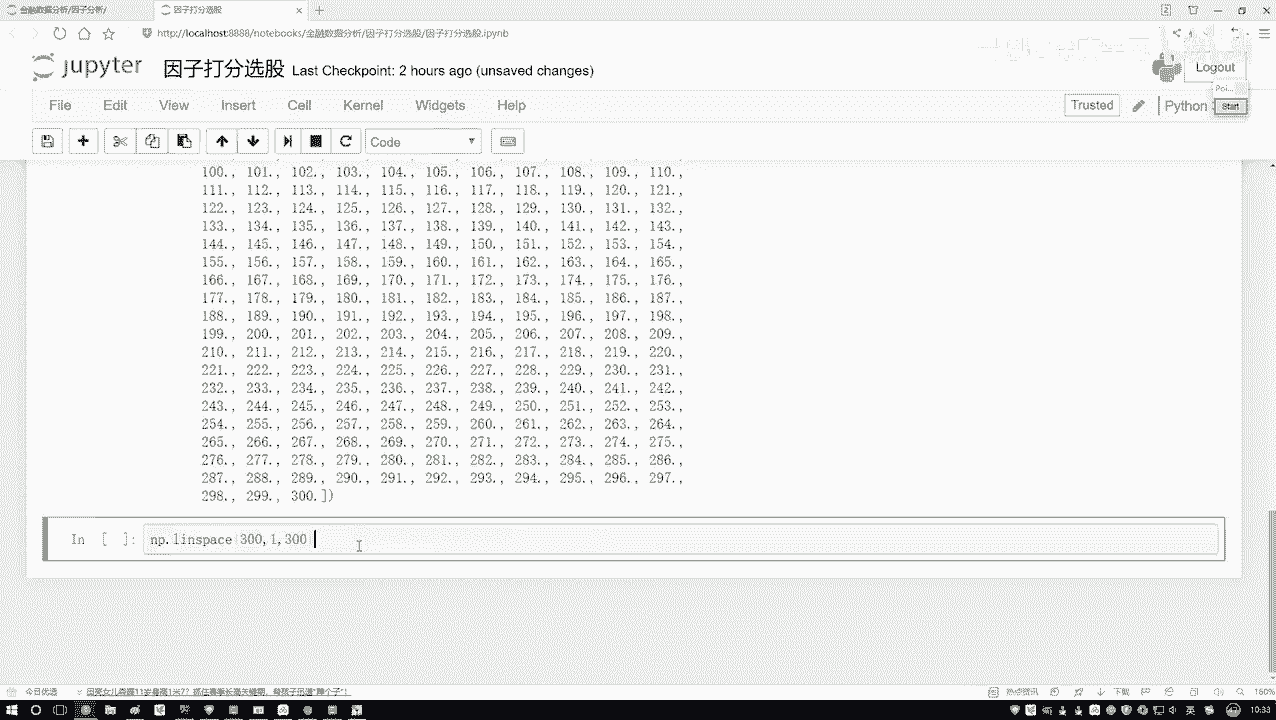 金融数据分析/因子分析/
因子打分选股
http://localhost:8888/notebooks/金融数据分析/因子打分选股/因子打分选股.ipynb
jupyter 因子打分选股 Last Checkpoint: 2 hours ago (unsaved changes)
Logout
File Edit View Insert Cell Kernel Widgets Help
Trusted
Python
Poi...
Start
Code
100., 101., 102., 103., 104., 105., 106., 107., 108., 109., 110.,
111., 112., 113., 114., 115., 116., 117., 118., 119., 120., 121.,
122., 123., 124., 125., 126., 127., 128., 129., 130., 131., 132.,
133., 134., 135., 136., 137., 138., 139., 140., 141., 142., 143.,
144., 145., 146., 147., 148., 149., 150., 151., 152., 153., 154.,
155., 156., 157., 158., 159., 160., 161., 162., 163., 164., 165.,
166., 167., 168., 169., 170., 171., 172., 173., 174., 175., 176.,
177., 178., 179., 180., 181., 182., 183., 184., 185., 186., 187.,
188., 189., 190., 191., 192., 193., 194., 195., 196., 197., 198.,
199., 200., 201., 202., 203., 204., 205., 206., 207., 208., 209.,
210., 211., 212., 213., 214., 215., 216., 217., 218., 219., 220.,
221., 222., 223., 224., 225., 226., 227., 228., 229., 230., 231.,
232., 233., 234., 235., 236., 237., 238., 239., 240., 241., 242.,
243., 244., 245., 246., 247., 248., 249., 250., 251., 252., 253.,
254., 255., 256., 257., 258., 259., 260., 261., 262., 263., 264.,
265., 266., 267., 268., 269., 270., 271., 272., 273., 274., 275.,
276., 277., 278., 279., 280., 281., 282., 283., 284., 285., 286.,
287., 288., 289., 290., 291., 292., 293., 294., 295., 296., 297.,
298., 299., 300.])
In [ ]: np.linspace(300,1,300)
今日优选
热点资讯
下载
160%
英
10:33